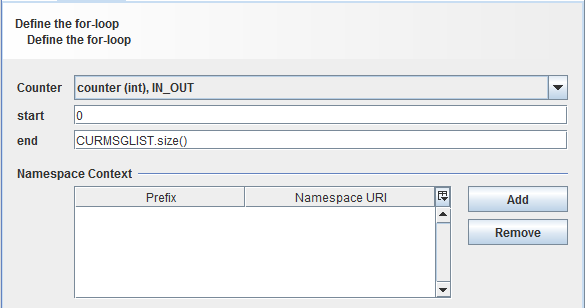 Define the for-loop
Define the for-loop
Counter counter (int), IN_OUT
start 0
end CURMSGLIST.size()
Namespace Context
Prefix Namespace URI Add
Remove